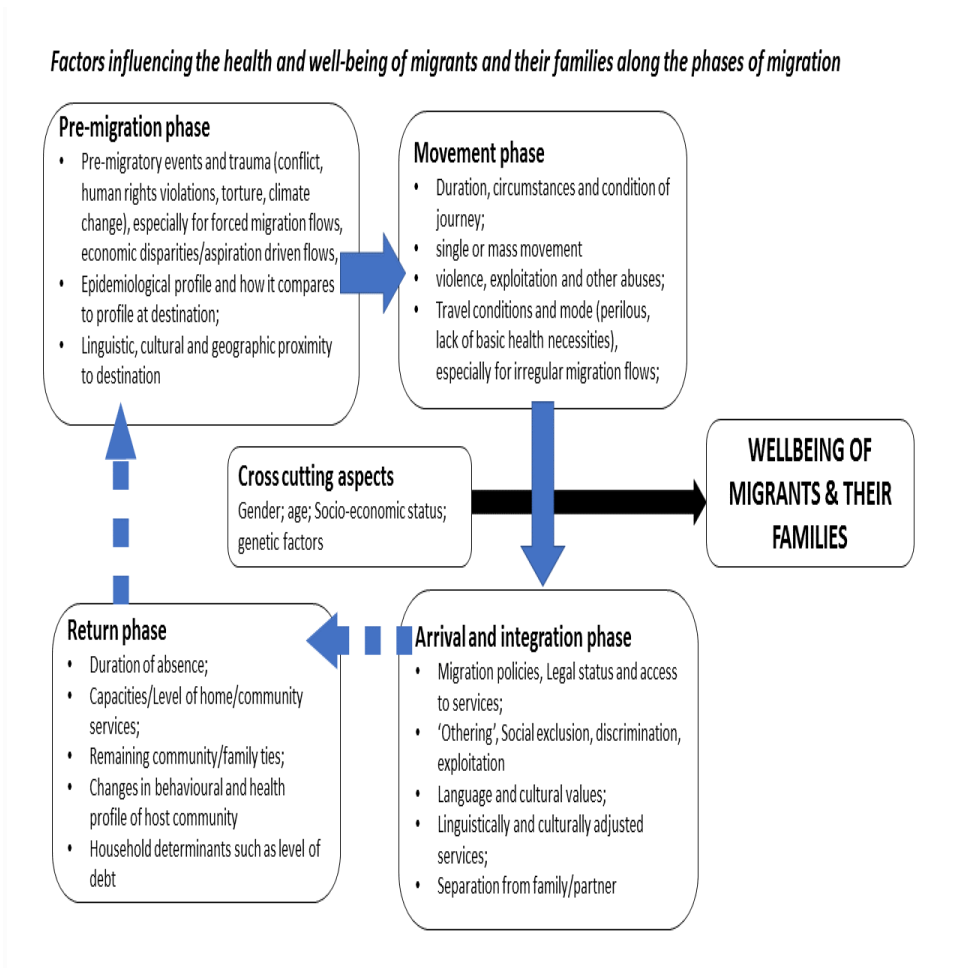 Factors influencing the health and well-being of migrants and their families along the phases of migration
Pre-migration phase
• Pre-migratory events and trauma (conflict,
human rights violations, torture, climate
change), especially for forced migration flows,
economic disparities/aspiration driven flows,
• Epidemiological profile and how it compares
to profile at destination;
• Linguistic, cultural and geographic proximity
to destination
Movement phase
• Duration, circumstances and condition of
journey;
• single or mass movement
• violence, exploitation and other abuses;
• Travel conditions and mode (perilous,
lack of basic health necessities),
especially for irregular migration flows;
Cross cutting aspects
Gender; age; Socio-economic status;
genetic factors
WELLBEING OF
MIGRANTS & THEIR
FAMILIES
Return phase
• Duration of absence;
• Capacities/Level of home/community
services;
• Remaining community/family ties;
• Changes in behavioural and health
profile of host community
• Household determinants such as level of
debt
Arrival and integration phase
• Migration policies, Legal status and access
to services;
• ‘Othering’, Social exclusion, discrimination,
exploitation
• Language and cultural values;
• Linguistically and culturally adjusted
services;
• Separation from family/partner